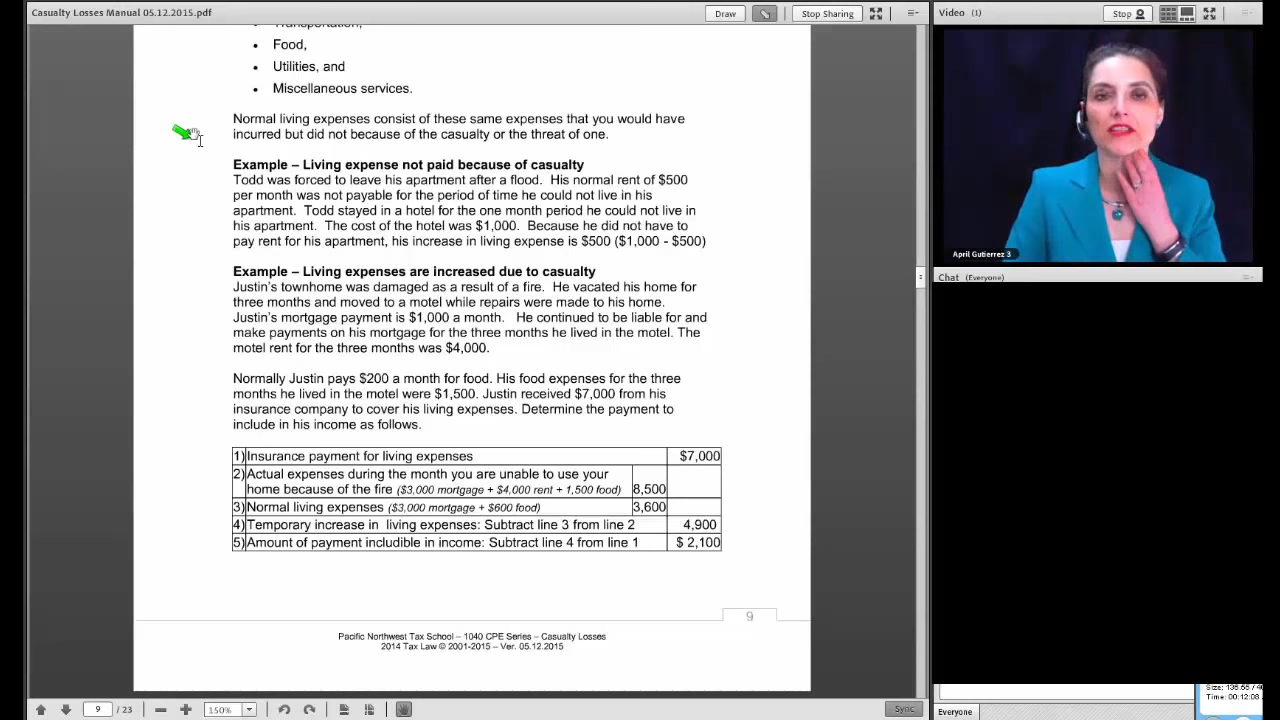 Casualty Losses Manual 05.12.2015.pdf
Draw
Stop Sharing
Video (1)
Stop
Transportation,
• Food,
• Utilities, and
• Miscellaneous services.
Normal living expenses consist of these same expenses that you would have
incurred but did not because of the casualty or the threat of one.
Example – Living expense not paid because of casualty
Todd was forced to leave his apartment after a flood. His normal rent of $500
per month was not payable for the period of time he could not live in his
apartment. Todd stayed in a hotel for the one month period he could not live in
his apartment. The cost of the hotel was $1,000. Because he did not have to
pay rent for his apartment, his increase in living expense is $500 ($1,000 - $500)
Example – Living expenses are increased due to casualty
Justin's townhome was damaged as a result of a fire. He vacated his home for
three months and moved to a motel while repairs were made to his home.
Justin's mortgage payment is $1,000 a month. He continued to be liable for and
make payments on his mortgage for the three months he lived in the motel. The
motel rent for the three months was $4,000.
Normally Justin pays $200 a month for food. His food expenses for the three
months he lived in the motel were $1,500. Justin received $7,000 from his
insurance company to cover his living expenses. Determine the payment to
include in his income as follows.
1) Insurance payment for living expenses $7,000
2) Actual expenses during the month you are unable to use your
home because of the fire ($3,000 mortgage + $4,000 rent + 1,500 food) 8,500
3) Normal living expenses ($3,000 mortgage + $600 food) 3,600
4) Temporary increase in living expenses: Subtract line 3 from line 2 4,900
5) Amount of payment includible in income: Subtract line 4 from line 1 $ 2,100
9
Pacific Northwest Tax School – 1040 CPE Series – Casualty Losses
2014 Tax Law © 2001-2015 – Ver. 05.12.2015
9 / 23
150%
Sync
April Gutierrez 3
Chat (Everyone)
Everyone
Time: 00:12:08